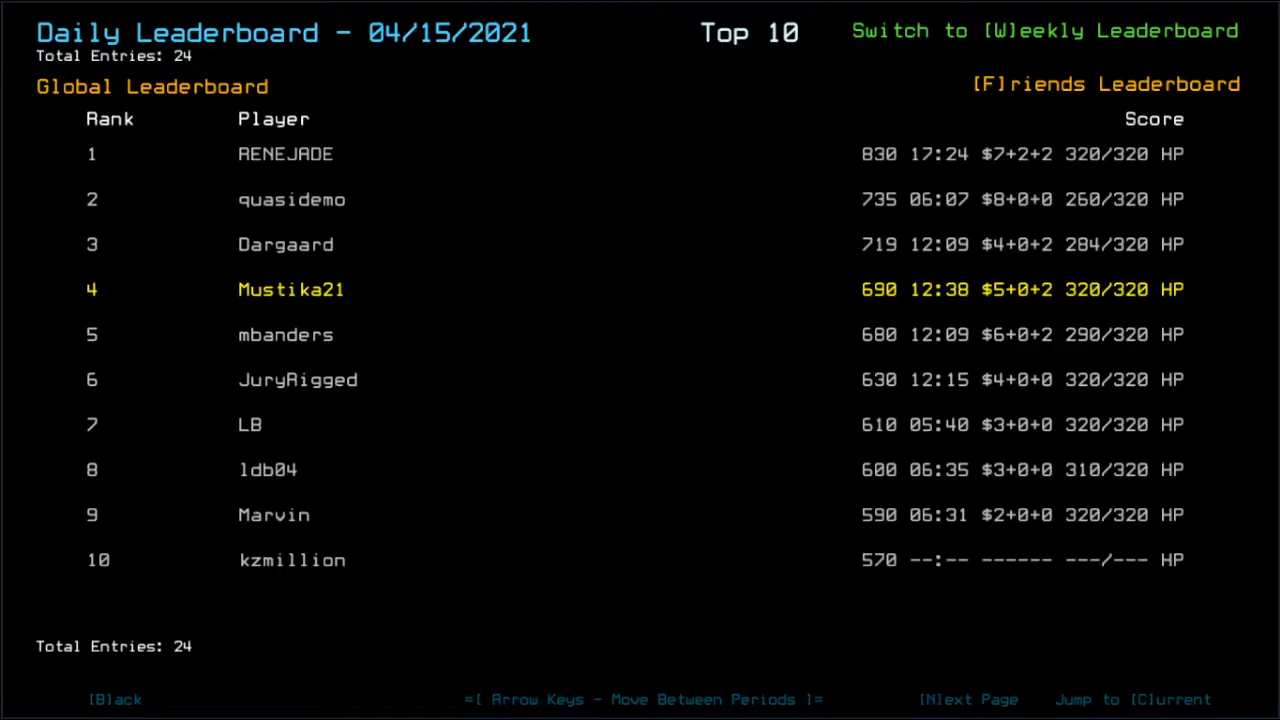 Daily Leaderboard - 04/15/2021 Top 10 Switch to [W]eekly Leaderboard
Total Entries: 24
Global Leaderboard [F]riends Leaderboard
Rank Player Score
1 RENEJADE 830 17:24 $7+2+2 320/320 HP
2 quasidemo 735 06:07 $8+0+0 260/320 HP
3 Dargaard 719 12:09 $4+0+2 284/320 HP
4 Mustika21 690 12:38 $5+0+2 320/320 HP
5 mbanders 680 12:09 $6+0+2 290/320 HP
6 JuryRigged 630 12:15 $4+0+0 320/320 HP
7 LB 610 05:40 $3+0+0 320/320 HP
8 ldb04 600 06:35 $3+0+0 310/320 HP
9 Marvin 590 06:31 $2+0+0 320/320 HP
10 kzmillion 570 --:-- ------ ---/--- HP
Total Entries: 24
[B]ack =[ Arrow Keys - Move Between Periods ]= [N]ext Page Jump to [C]urrent